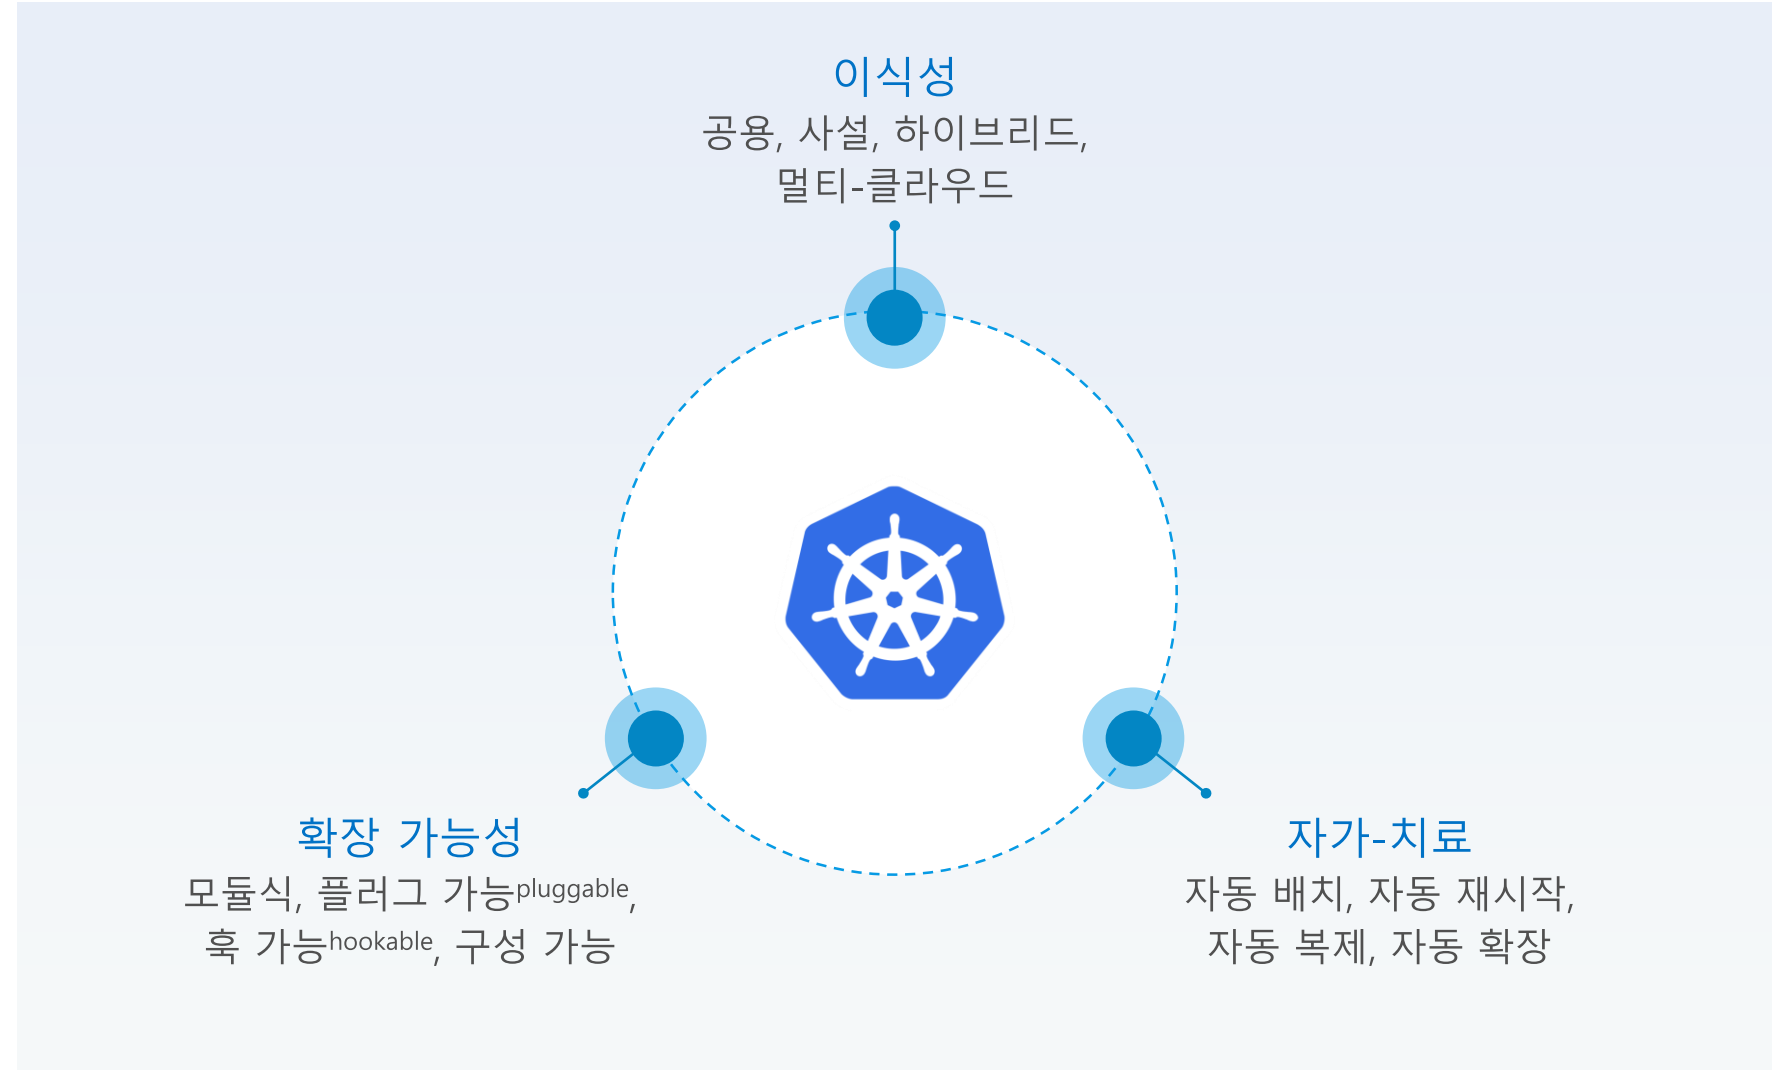 이식성
공용, 사설, 하이브리드,
멀티-클라우드
확장 가능성
모듈식, 플러그 가능pluggable,
훅 가능hookable, 구성 가능
자가-치료
자동 배치, 자동 재시작,
자동 복제, 자동 확장